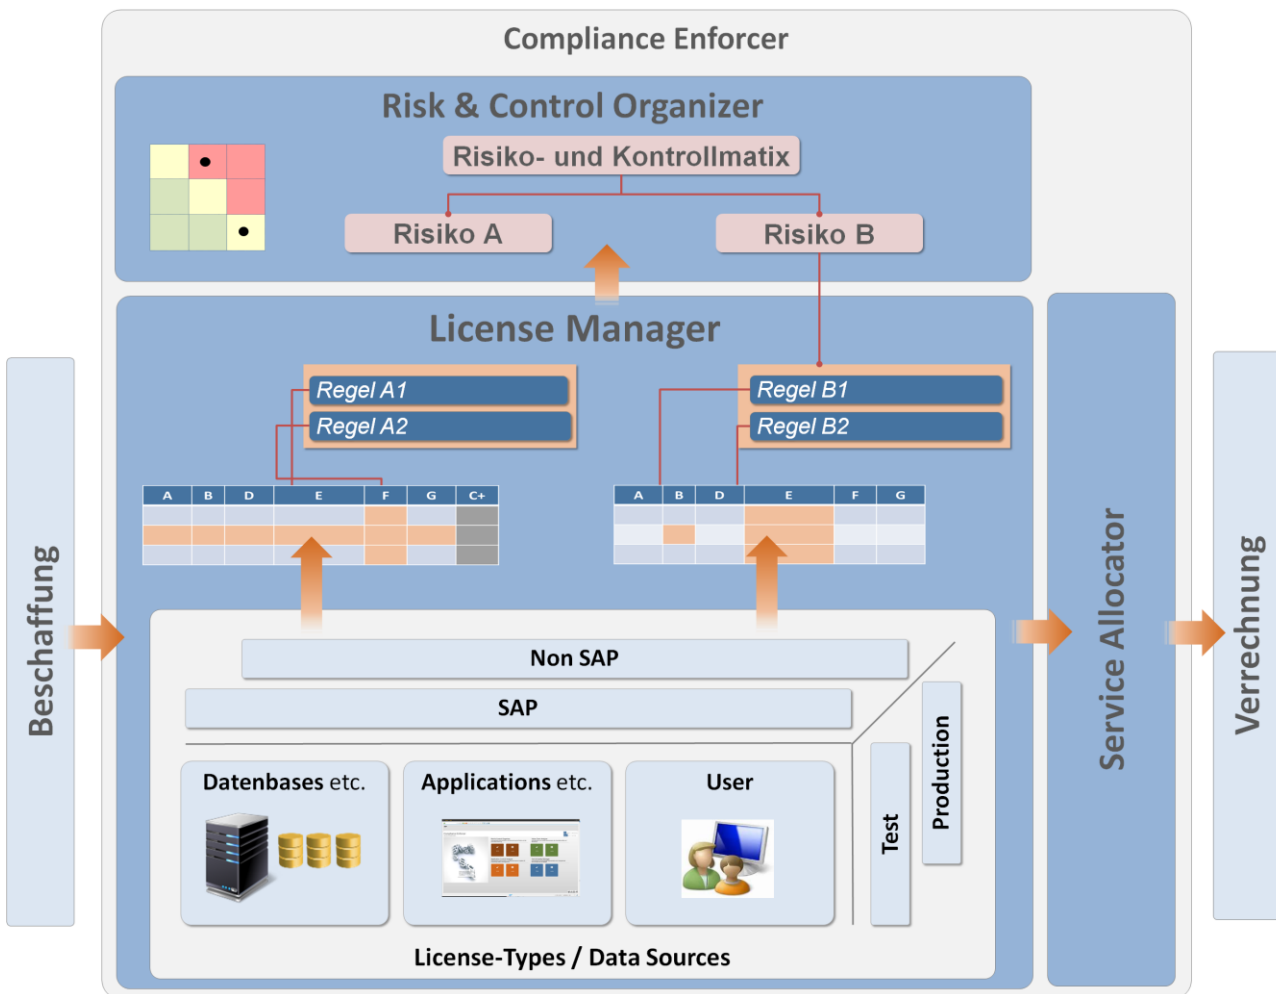 Compliance Enforcer
Risk & Control Organizer
Risiko- und Kontrollmatix
Risiko A
Risiko B
License Manager
Regel A1
Regel A2
Regel B1
Regel B2
A B D E F G C+
A B D E F G
Beschaffung
Service Allocator
Verrechnung
Non SAP
SAP
Production
Test
Datenbases etc.
Applications etc.
User
License-Types / Data Sources